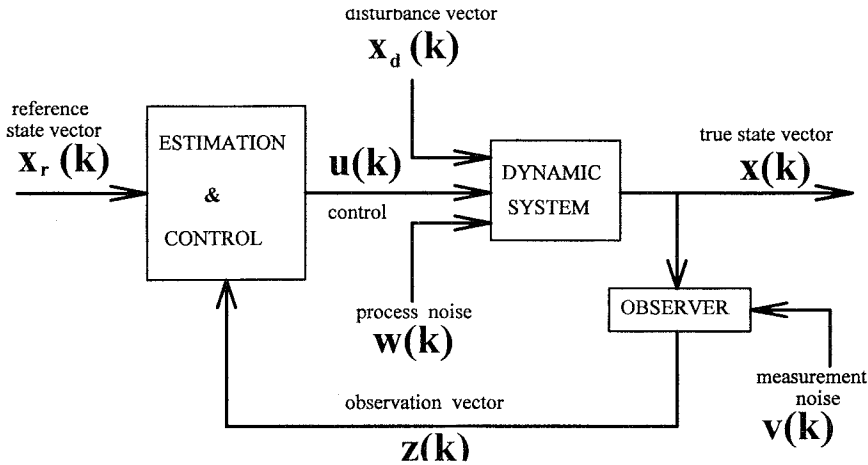 disturbance vector
x_d (k)
reference
state vector
x_r (k)
ESTIMATION
&
CONTROL
u(k)
control
DYNAMIC
SYSTEM
true state vector
x(k)
process noise
w(k)
OBSERVER
measurement
noise
v(k)
observation vector
z(k)